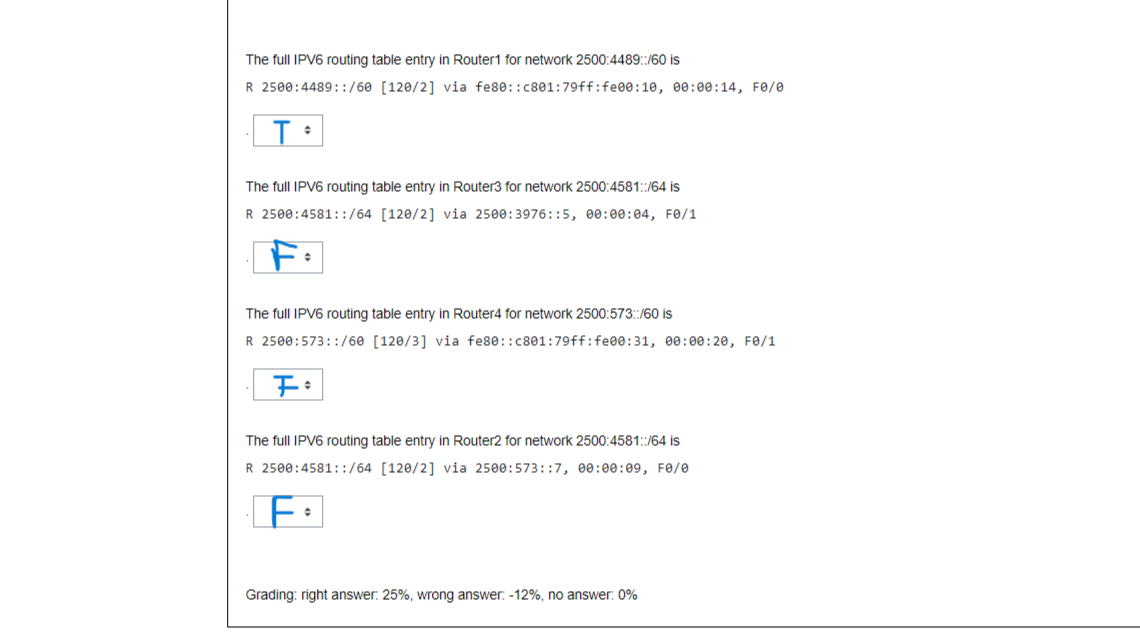 The full IPV6 routing table entry in Router1 for network 2500:4489::/60 is
R 2500:4489::/60 [120/2] via fe80::c801:79ff:fe00:10, 00:00:14, F0/0
T
The full IPV6 routing table entry in Router3 for network 2500:4581::/64 is
R 2500:4581::/64 [120/2] via 2500:3976::5, 00:00:04, F0/1
F
The full IPV6 routing table entry in Router4 for network 2500:573::/60 is
R 2500:573::/60 [120/3] via fe80::c801:79ff:fe00:31, 00:00:20, F0/1
F
The full IPV6 routing table entry in Router2 for network 2500:4581::/64 is
R 2500:4581::/64 [120/2] via 2500:573::7, 00:00:09, F0/0
F
Grading: right answer: 25%, wrong answer: -12%, no answer: 0%